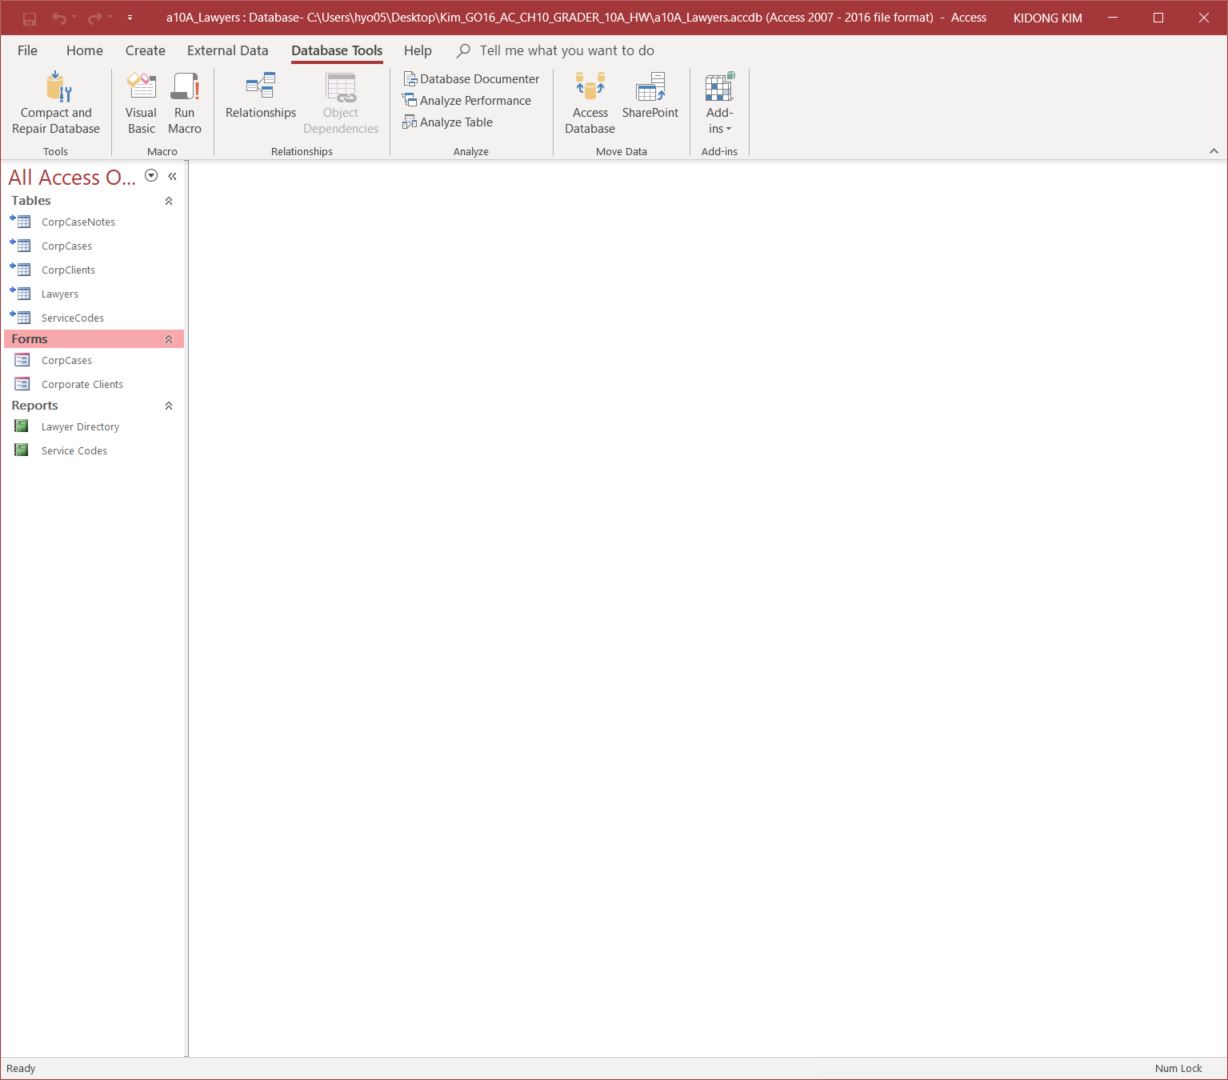 a10A_Lawyers : Database- C:\Users\hyo05\Desktop\Kim_GO16_AC_CH10_GRADER_10A_HW\a10A_Lawyers.accdb (Access 2007 - 2016 file format) - Access KIDONG KIM
File Home Create External Data Database Tools Help Tell me what you want to do
Compact and Repair Database
Visual Basic
Run Macro
Relationships
Object Dependencies
Database Documenter
Analyze Performance
Analyze Table
Access Database
SharePoint
Add-ins
Tools Macro Relationships Analyze Move Data Add-ins
All Access O...
Tables
CorpCaseNotes
CorpCases
CorpClients
Lawyers
ServiceCodes
Forms
CorpCases
Corporate Clients
Reports
Lawyer Directory
Service Codes
Ready Num Lock